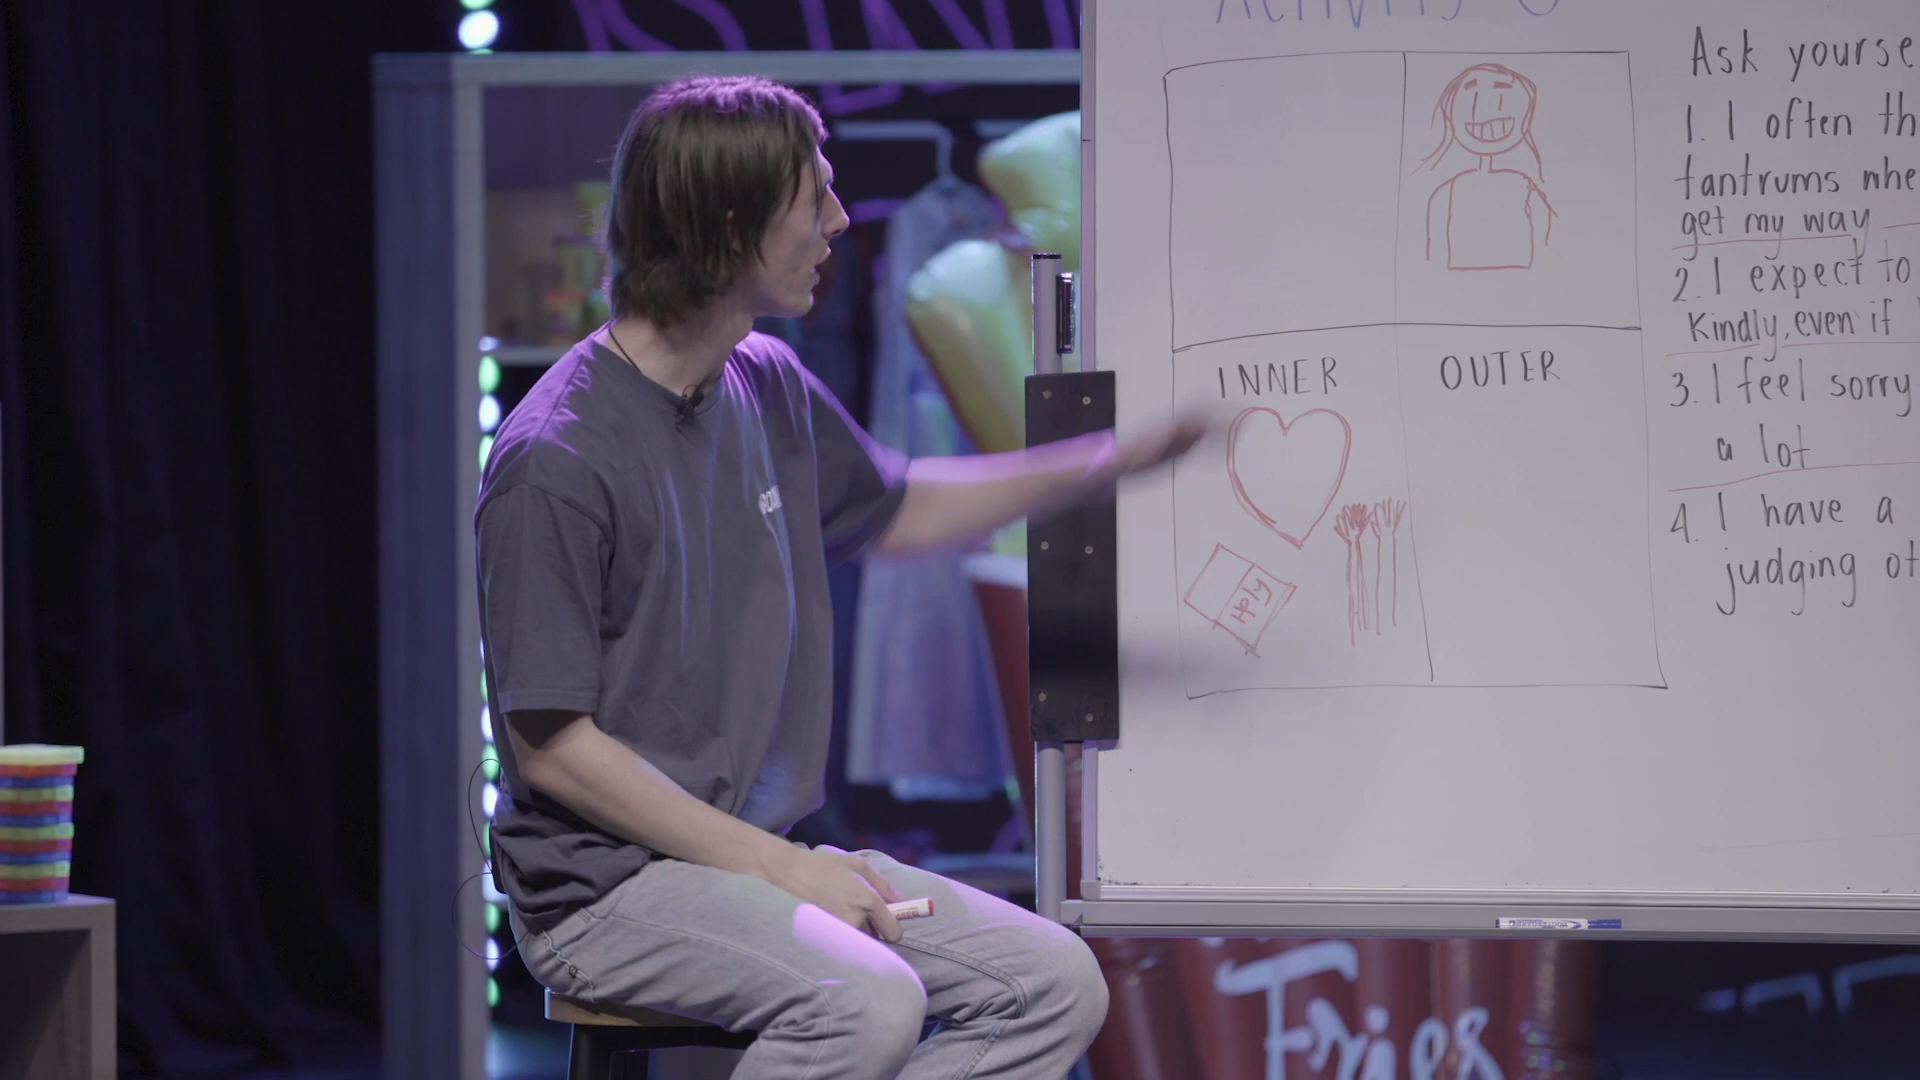 INNER
OUTER
Holy
Ask yourse
1. I often th
tantrums whe
get my way
2. I expect to
Kindly, even if
3. I feel sorry
a lot
4. I have a
judging ot
Fries